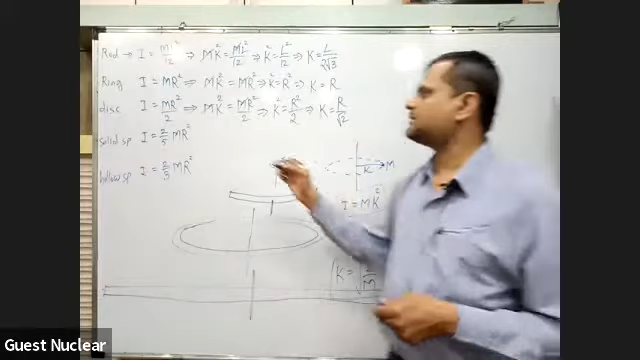 Rod → I = ML²/12 ⇒ MK² = ML²/12 ⇒ K² = L²/12 ⇒ K = L/2√3
Ring I = MR² ⇒ MK² = MR² ⇒ K² = R² ⇒ K = R
disc I = MR²/2 ⇒ MK² = MR²/2 ⇒ K² = R²/2 ⇒ K = R/√2
solid sp I = 2/5 MR²
hollow sp I = 2/3 MR²
K M
I = MK²
K = √I/M
Guest Nuclear